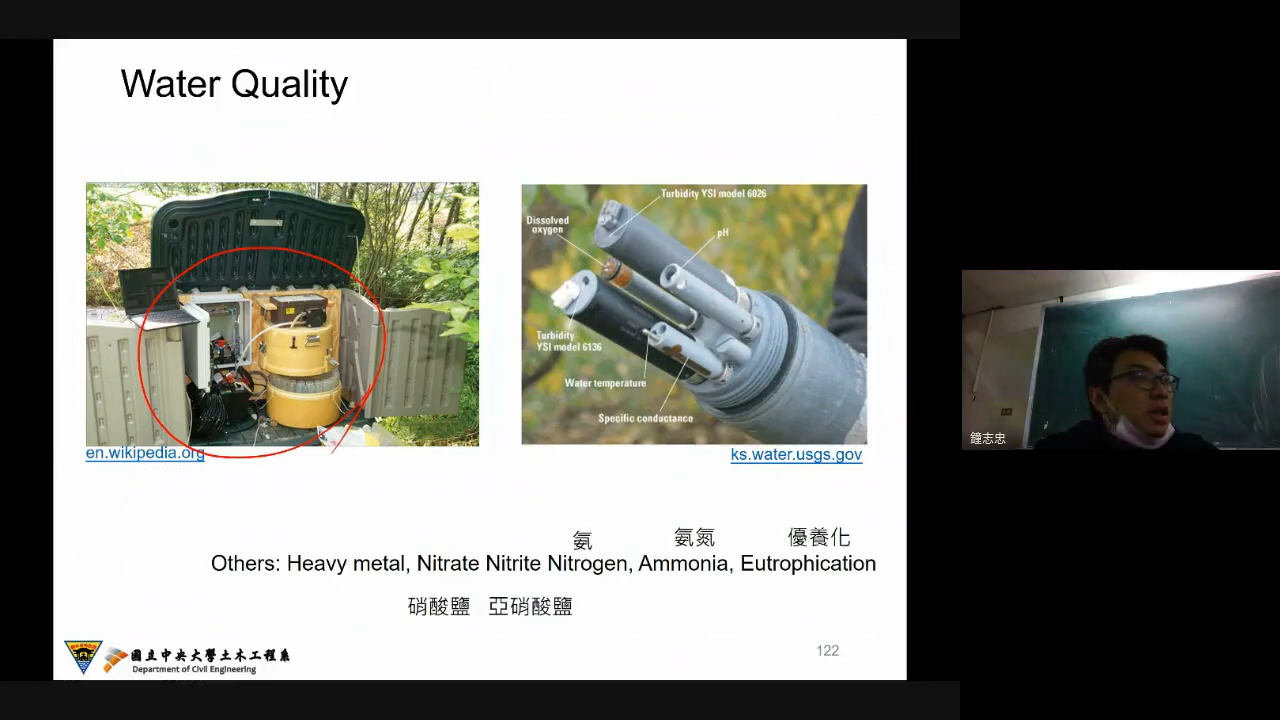 Water Quality
Turbidity YSI model 6026
Dissolved
oxygen
pH
Turbidity
YSI model 6136
Water temperature
Specific conductance
en.wikipedia.org
ks.water.usgs.gov
氨
氨氮
優養化
Others: Heavy metal, Nitrate Nitrite Nitrogen, Ammonia, Eutrophication
硝酸鹽 亞硝酸鹽
國立中央大學土木工程系
Department of Civil Engineering
122
鐘志忠